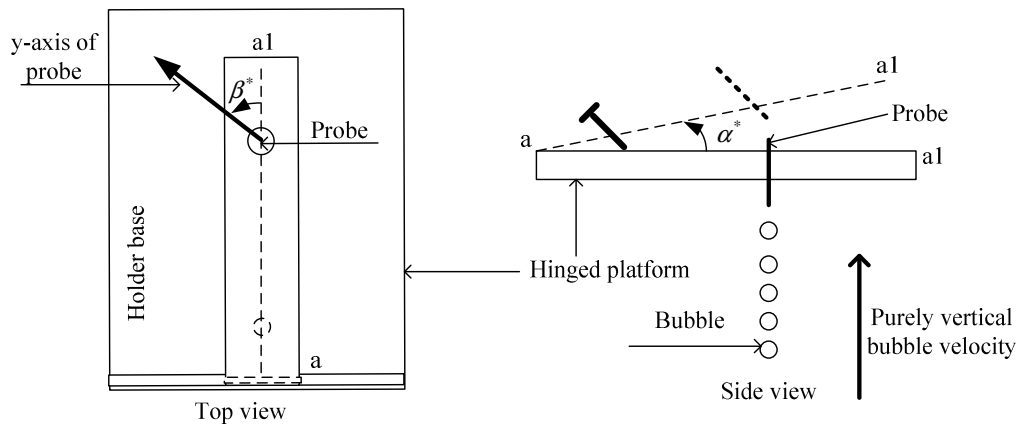 y-axis of
probe
a1
β*
Probe
Holder base
a
Top view
a1
Probe
α*
a
a1
Hinged platform
Bubble
Purely vertical
bubble velocity
Side view